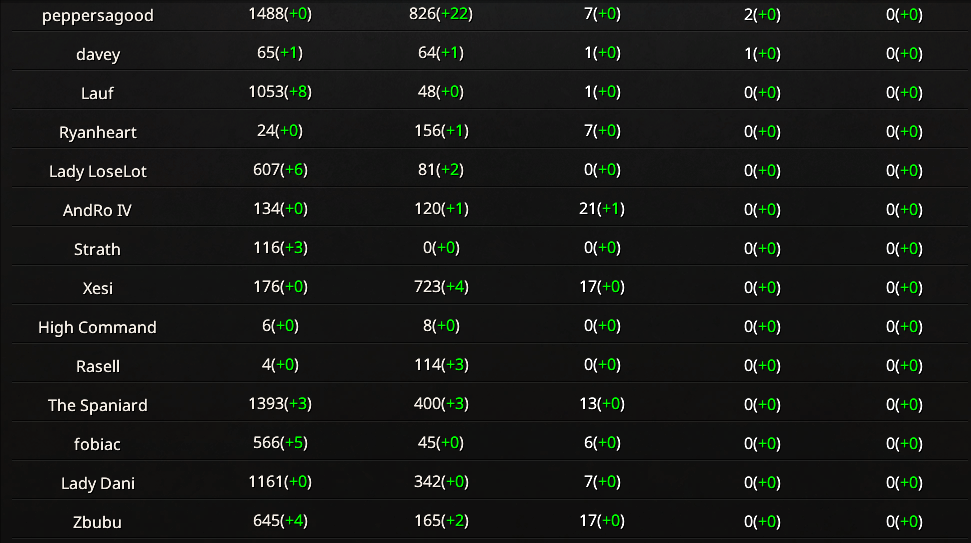 peppersagood 1488(+0) 826(+22) 7(+0) 2(+0) 0(+0)
davey 65(+1) 64(+1) 1(+0) 1(+0) 0(+0)
Lauf 1053(+8) 48(+0) 1(+0) 0(+0) 0(+0)
Ryanheart 24(+0) 156(+1) 7(+0) 0(+0) 0(+0)
Lady LoseLot 607(+6) 81(+2) 0(+0) 0(+0) 0(+0)
AndRo IV 134(+0) 120(+1) 21(+1) 0(+0) 0(+0)
Strath 116(+3) 0(+0) 0(+0) 0(+0) 0(+0)
Xesi 176(+0) 723(+4) 17(+0) 0(+0) 0(+0)
High Command 6(+0) 8(+0) 0(+0) 0(+0) 0(+0)
Rasell 4(+0) 114(+3) 0(+0) 0(+0) 0(+0)
The Spaniard 1393(+3) 400(+3) 13(+0) 0(+0) 0(+0)
fobiac 566(+5) 45(+0) 6(+0) 0(+0) 0(+0)
Lady Dani 1161(+0) 342(+0) 7(+0) 0(+0) 0(+0)
Zbubu 645(+4) 165(+2) 17(+0) 0(+0) 0(+0)